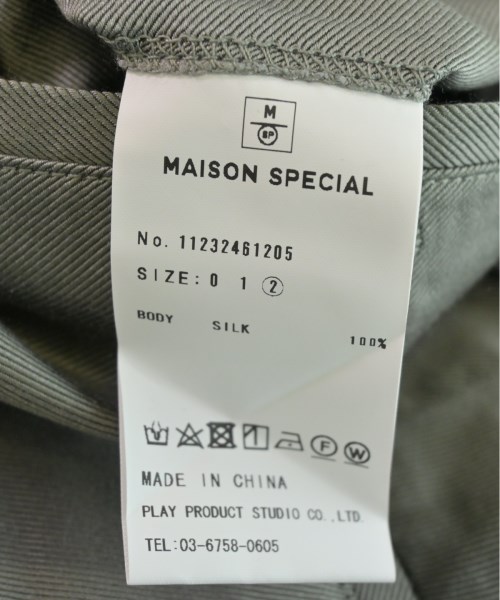 M
SP
MAISON SPECIAL
No. 11232461205
SIZE: 0 1 ②
BODY SILK 100%
Ⓕ Ⓦ
MADE IN CHINA
PLAY PRODUCT STUDIO CO.,LTD.
TEL:03-6758-0605